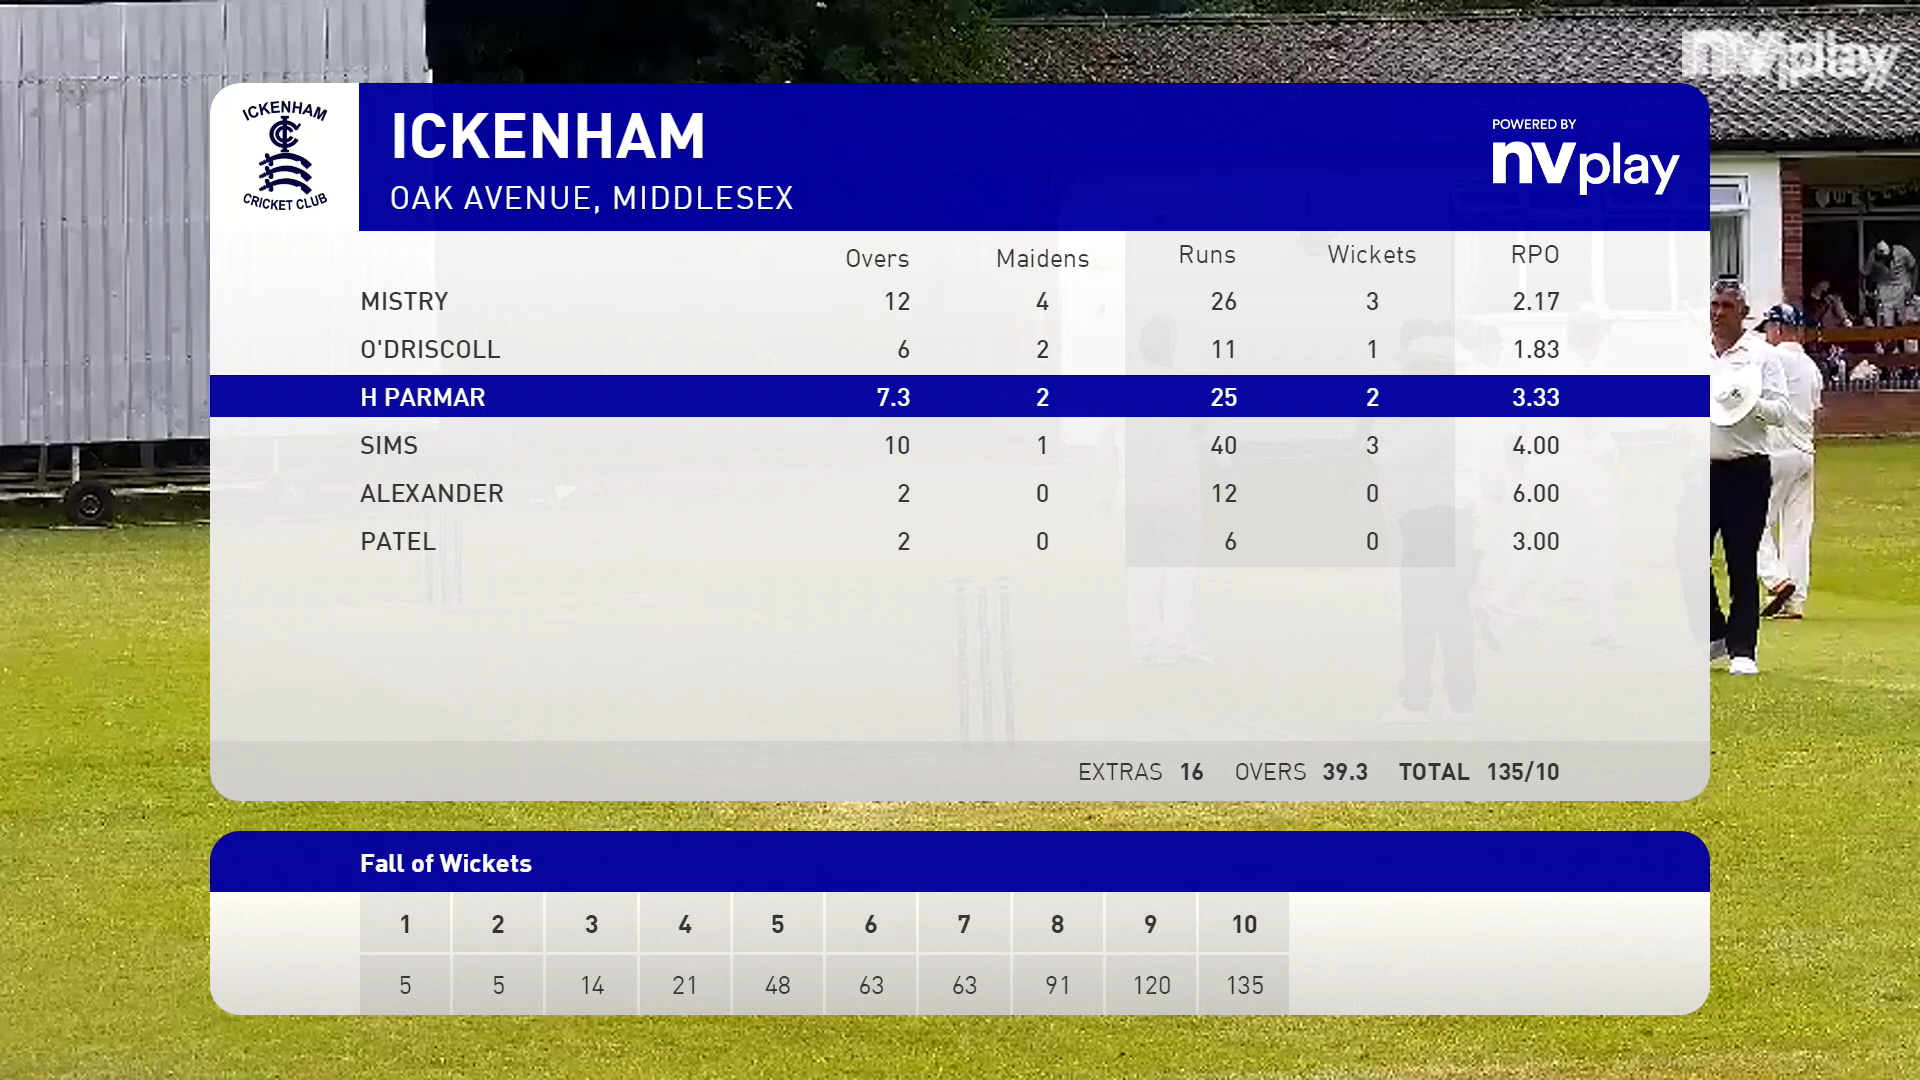 nvplay
ICKENHAM
CRICKET CLUB
ICKENHAM
OAK AVENUE, MIDDLESEX
POWERED BY
nvplay
Overs Maidens Runs Wickets RPO
MISTRY 12 4 26 3 2.17
O'DRISCOLL 6 2 11 1 1.83
H PARMAR 7.3 2 25 2 3.33
SIMS 10 1 40 3 4.00
ALEXANDER 2 0 12 0 6.00
PATEL 2 0 6 0 3.00
EXTRAS 16 OVERS 39.3 TOTAL 135/10
Fall of Wickets
1 2 3 4 5 6 7 8 9 10
5 5 14 21 48 63 63 91 120 135